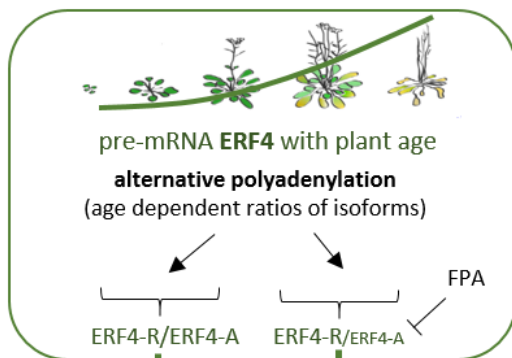 pre-mRNA ERF4 with plant age
alternative polyadenylation
(age dependent ratios of isoforms)
FPA
ERF4-R/ERF4-A ERF4-R/ERF4-A